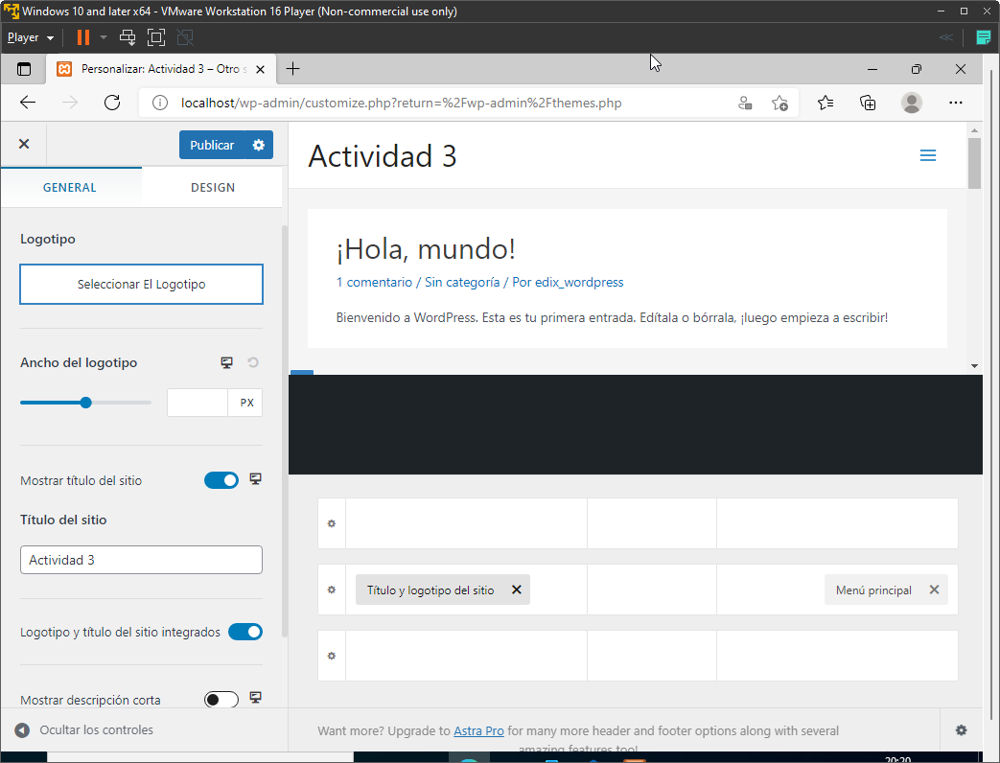 Windows 10 and later x64 - VMware Workstation 16 Player (Non-commercial use only)
Player
Personalizar: Actividad 3 – Otro s
localhost/wp-admin/customize.php?return=%2Fwp-admin%2Fthemes.php
Publicar
GENERAL
DESIGN
Logotipo
Seleccionar El Logotipo
Ancho del logotipo
PX
Mostrar título del sitio
Título del sitio
Actividad 3
Logotipo y título del sitio integrados
Mostrar descripción corta
Ocultar los controles
Actividad 3
¡Hola, mundo!
1 comentario / Sin categoría / Por edix_wordpress
Bienvenido a WordPress. Esta es tu primera entrada. Edítala o bórrala, ¡luego empieza a escribir!
Título y logotipo del sitio
Menú principal
Want more? Upgrade to Astra Pro for many more header and footer options along with several
amazing features too!
20:20